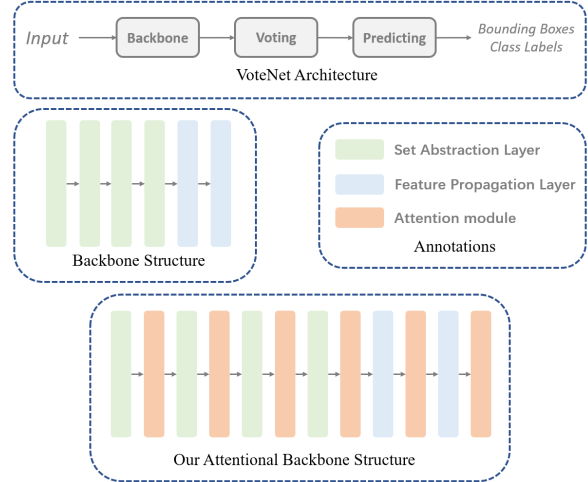 Input
Backbone
Voting
Predicting
Bounding Boxes
Class Labels
VoteNet Architecture
Backbone Structure
Set Abstraction Layer
Feature Propagation Layer
Attention module
Annotations
Our Attentional Backbone Structure